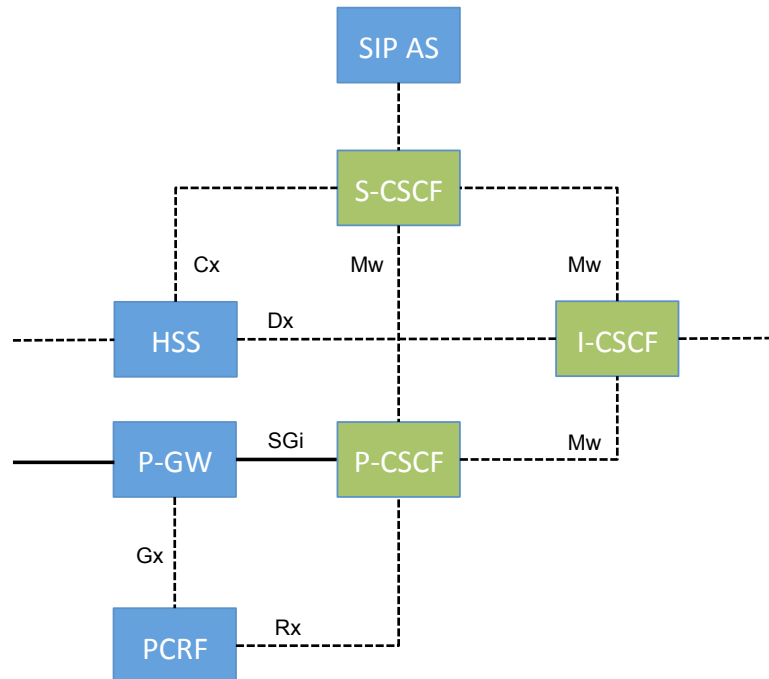 SIP AS
S-CSCF
Cx
Mw
Mw
HSS
Dx
I-CSCF
P-GW
SGi
P-CSCF
Mw
Gx
PCRF
Rx